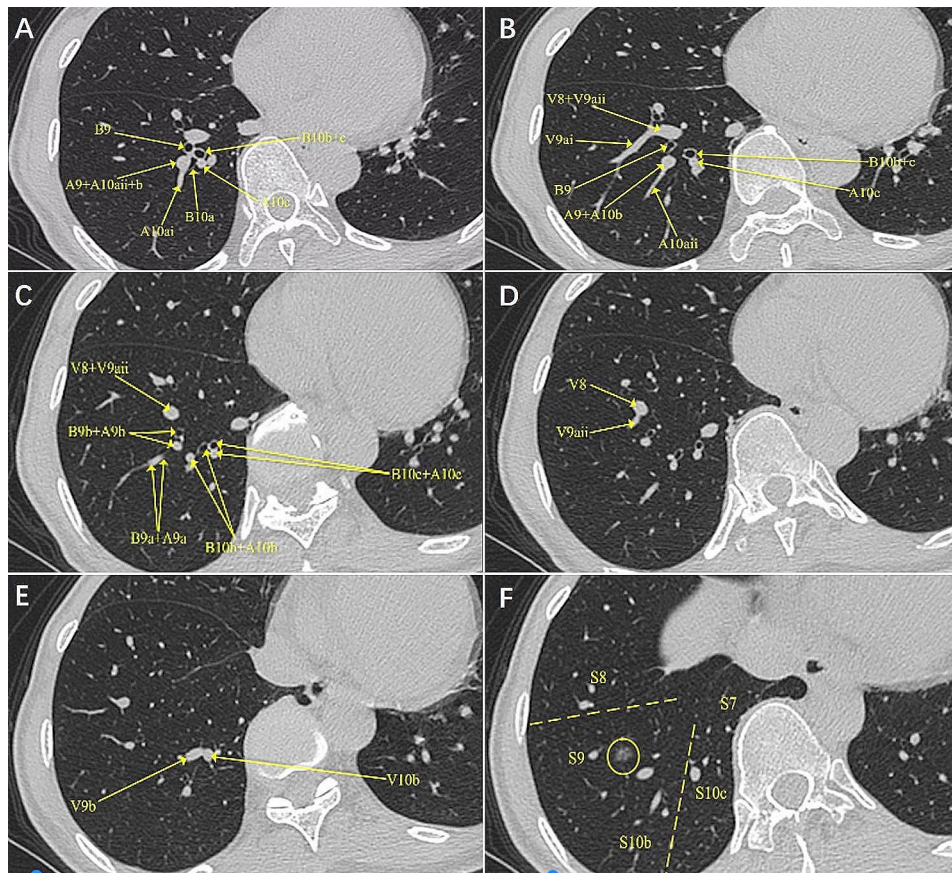 A
B9
B10b+c
A9+A10aii+b
A10c
B10a
A10ai
B
V8+V9aii
V9ai
B10b+c
B9
A10c
A9+A10b
A10aii
C
V8+V9aii
B9b+A9b
B10c+A10c
B9a+A9a
B10b+A10b
D
V8
V9aii
E
V10b
V9b
F
S8
S7
S9
S10c
S10b